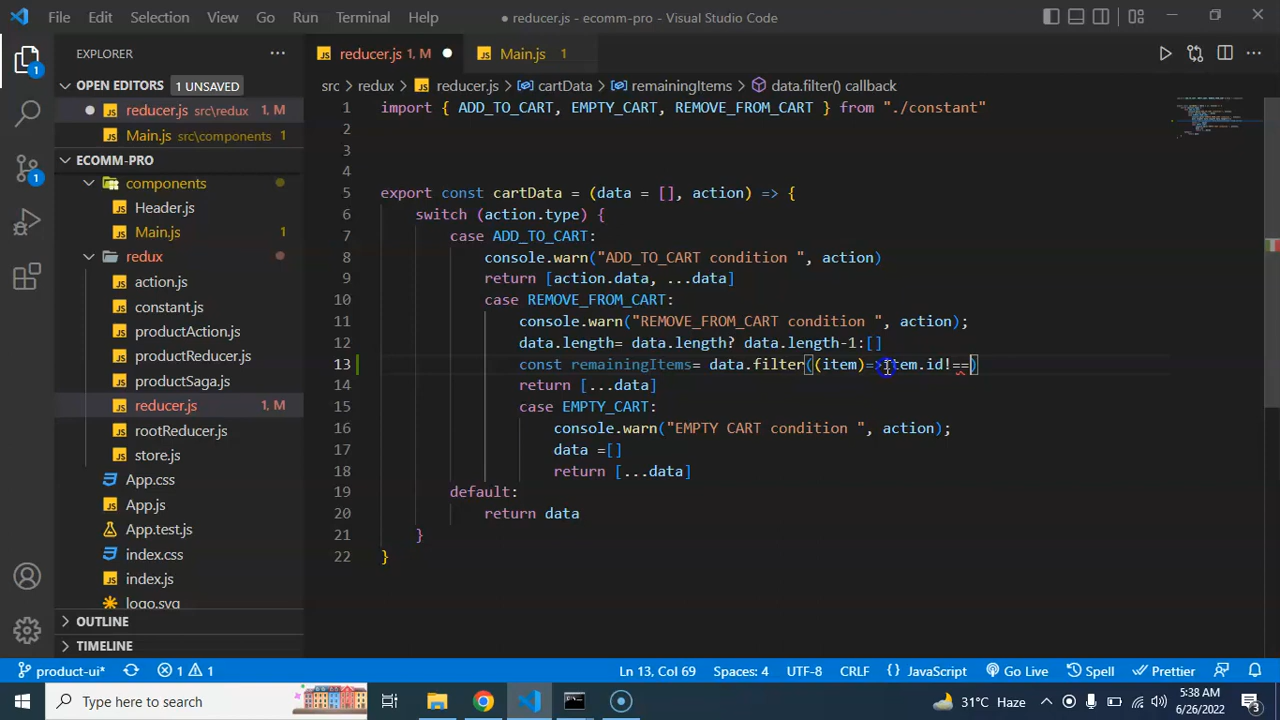 File Edit Selection View Go Run Terminal Help
reducer.js - ecomm-pro - Visual Studio Code
EXPLORER
OPEN EDITORS 1 UNSAVED
reducer.js src\redux 1, M
Main.js src\components 1
ECOMM-PRO
components
Header.js
Main.js 1
redux
action.js
constant.js
productAction.js
productReducer.js
productSaga.js
reducer.js 1, M
rootReducer.js
store.js
App.css
App.js
App.test.js
index.css
index.js
logo.svg
OUTLINE
TIMELINE
reducer.js 1, M
Main.js 1
src > redux > reducer.js > cartData > remainingItems > data.filter() callback
1 import { ADD_TO_CART, EMPTY_CART, REMOVE_FROM_CART } from "./constant"
2
3
4
5 export const cartData = (data = [], action) => {
6 switch (action.type) {
7 case ADD_TO_CART:
8 console.warn("ADD_TO_CART condition ", action)
9 return [action.data, ...data]
10 case REMOVE_FROM_CART:
11 console.warn("REMOVE_FROM_CART condition ", action);
12 data.length= data.length? data.length-1:[]
13 const remainingItems= data.filter((item)=>item.id!==)
14 return [...data]
15 case EMPTY_CART:
16 console.warn("EMPTY CART condition ", action);
17 data =[]
18 return [...data]
19 default:
20 return data
21 }
22 }
product-ui* 1 1 Ln 13, Col 69 Spaces: 4 UTF-8 CRLF { } JavaScript Go Live Spell Prettier
1
1
Type here to search
31°C Haze
5:38 AM
6/26/2022
3